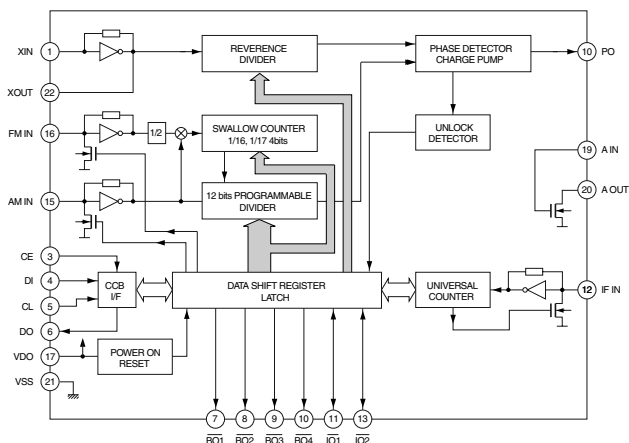 XIN 1
REVERENCE DIVIDER
PHASE DETECTOR CHARGE PUMP
10 PO
XOUT 22
FM IN 16
1/2
SWALLOW COUNTER 1/16, 1/17 4bits
UNLOCK DETECTOR
19 A IN
20 A OUT
AM IN 15
12 bits PROGRAMMABLE DIVIDER
CE 3
DI 4
CL 5
DO 6
CCB I/F
DATA SHIFT REGISTER LATCH
UNIVERSAL COUNTER
12 IF IN
VDO 17
POWER ON RESET
VSS 21
7 8 9 10 11 13
BO1 BO2 BO3 BO4 IO1 IO2